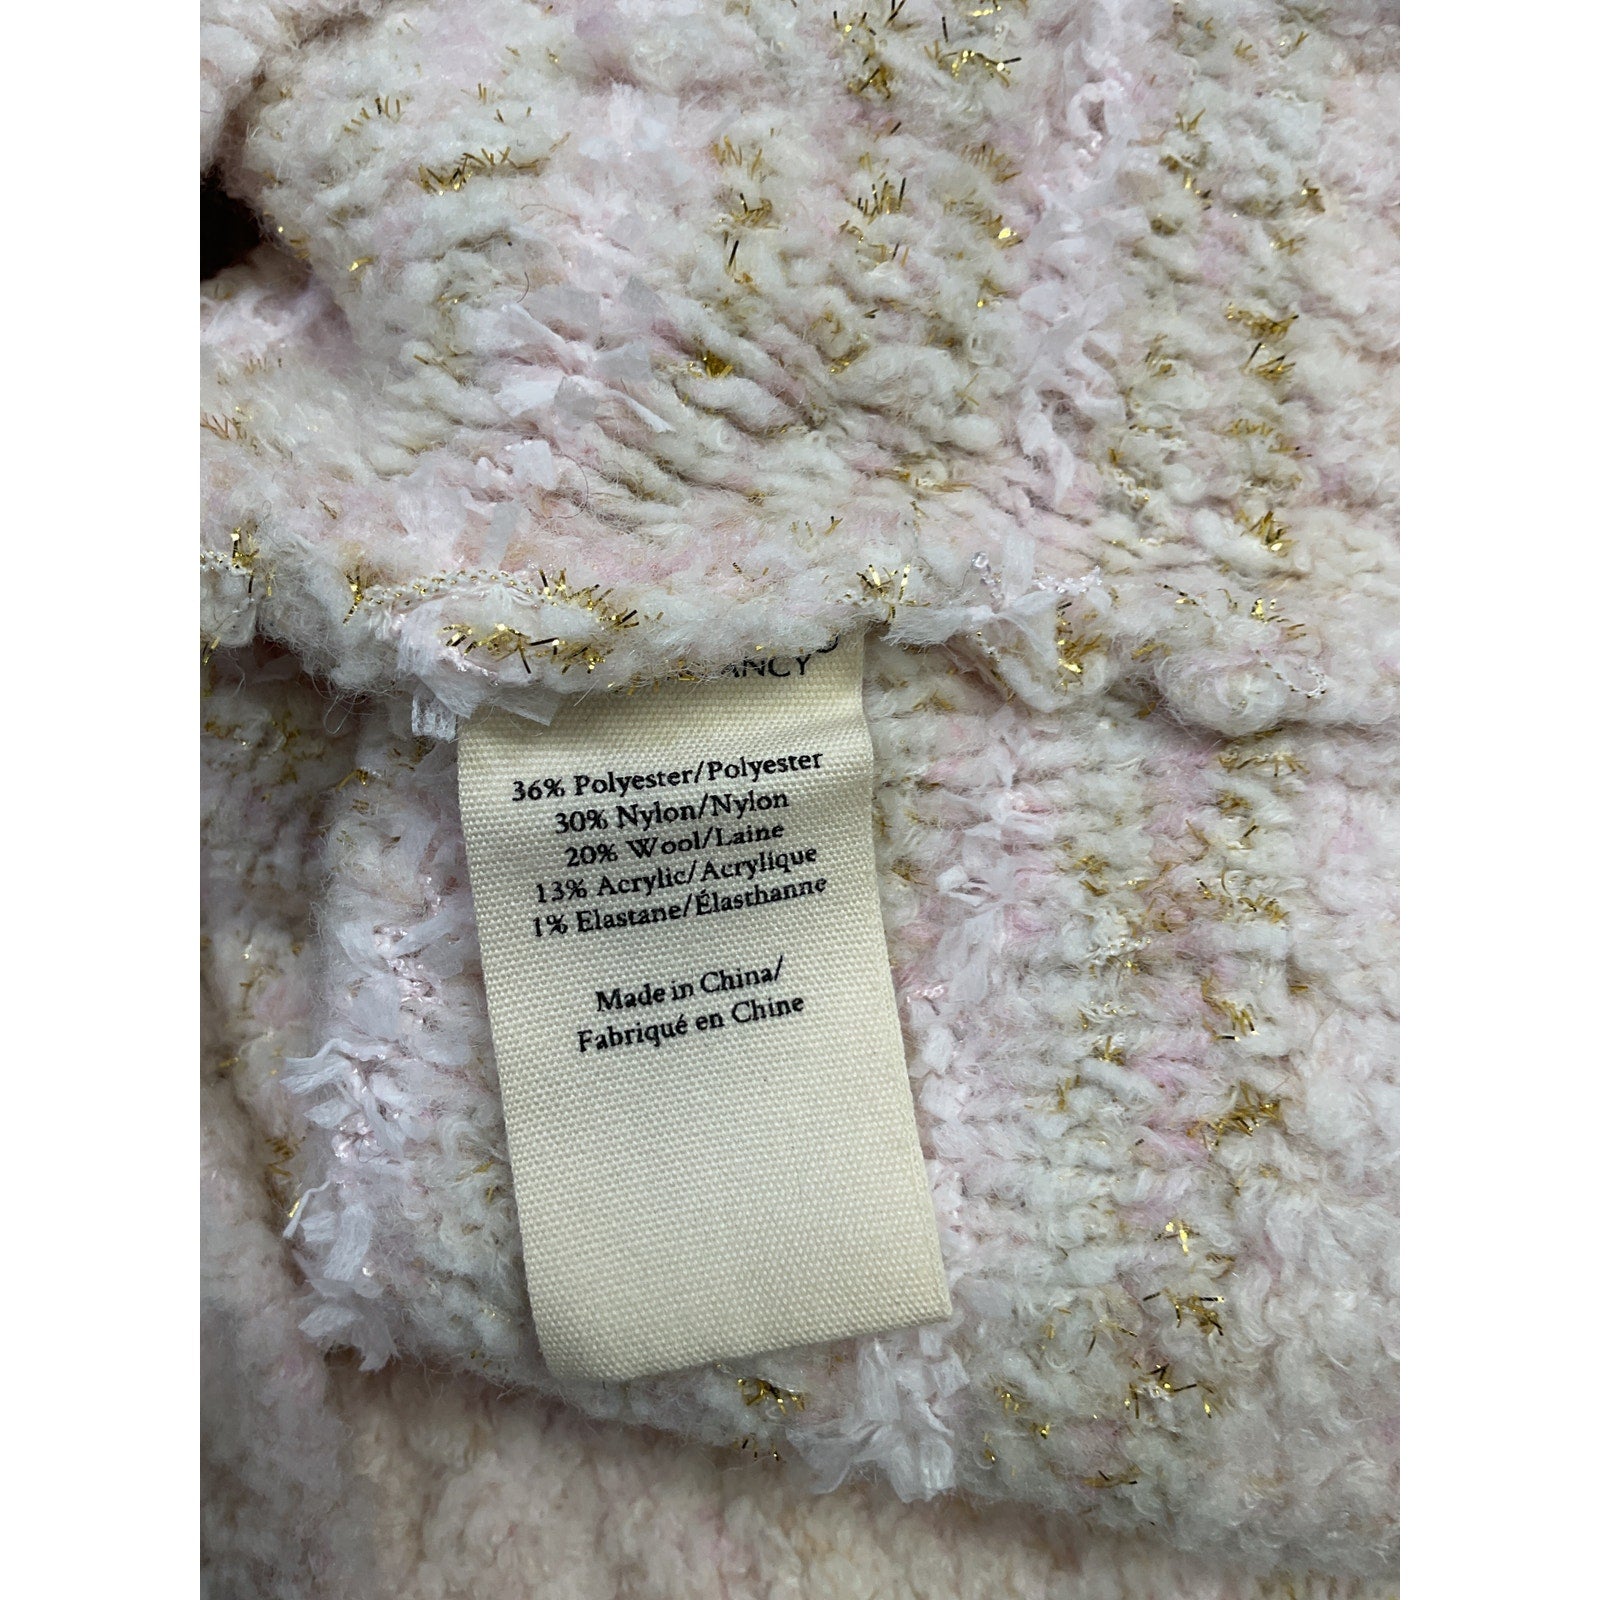 36% Polyester/Polyester
30% Nylon/Nylon
20% Wool/Laine
13% Acrylic/Acrylique
1% Elastane/Élasthanne
Made in China/
Fabriqué en Chine